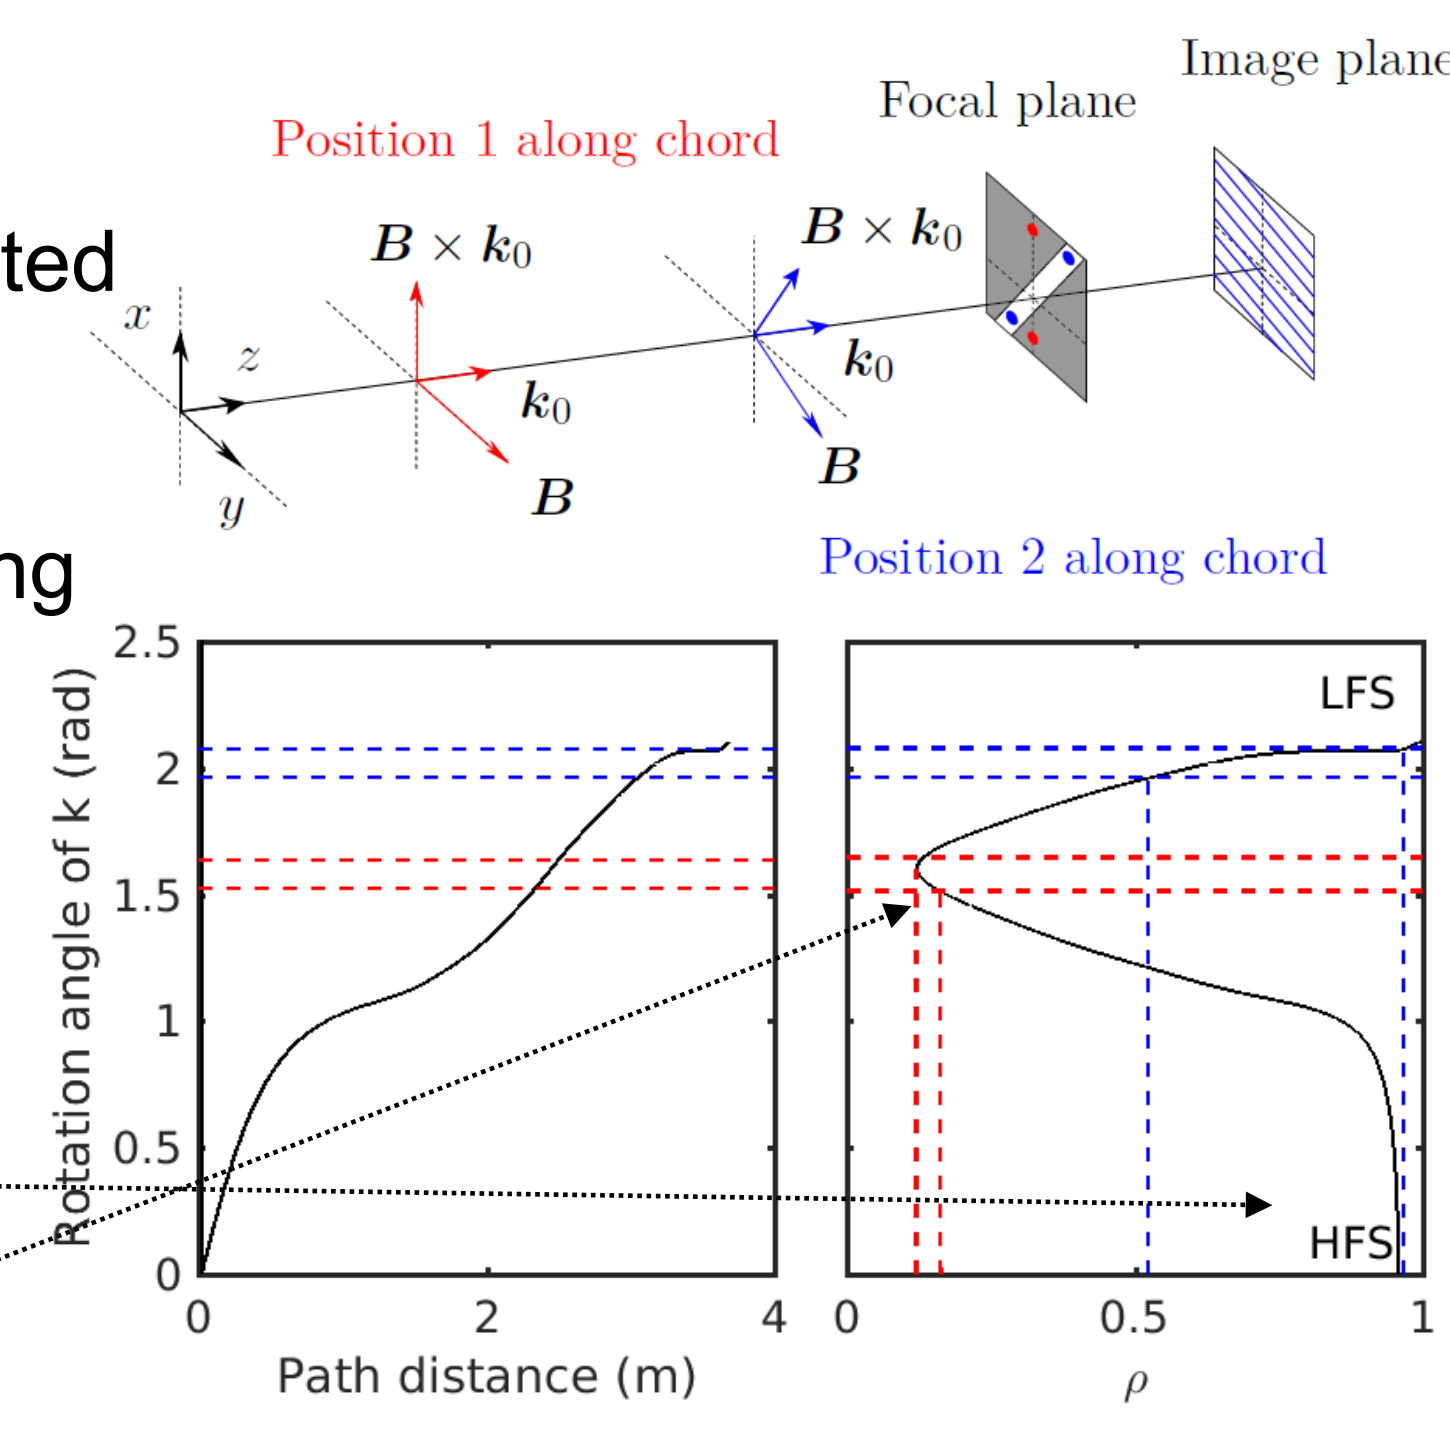 Image plane
Focal plane
Position 1 along chord
B × k₀
B × k₀
ted
x
z
k₀
k₀
B
B
y
Position 2 along chord
ng
Rotation angle of k (rad)
2.5
2
1.5
1
0.5
0
0
2
4
Path distance (m)
LFS
HFS
0
0.5
1
ρ